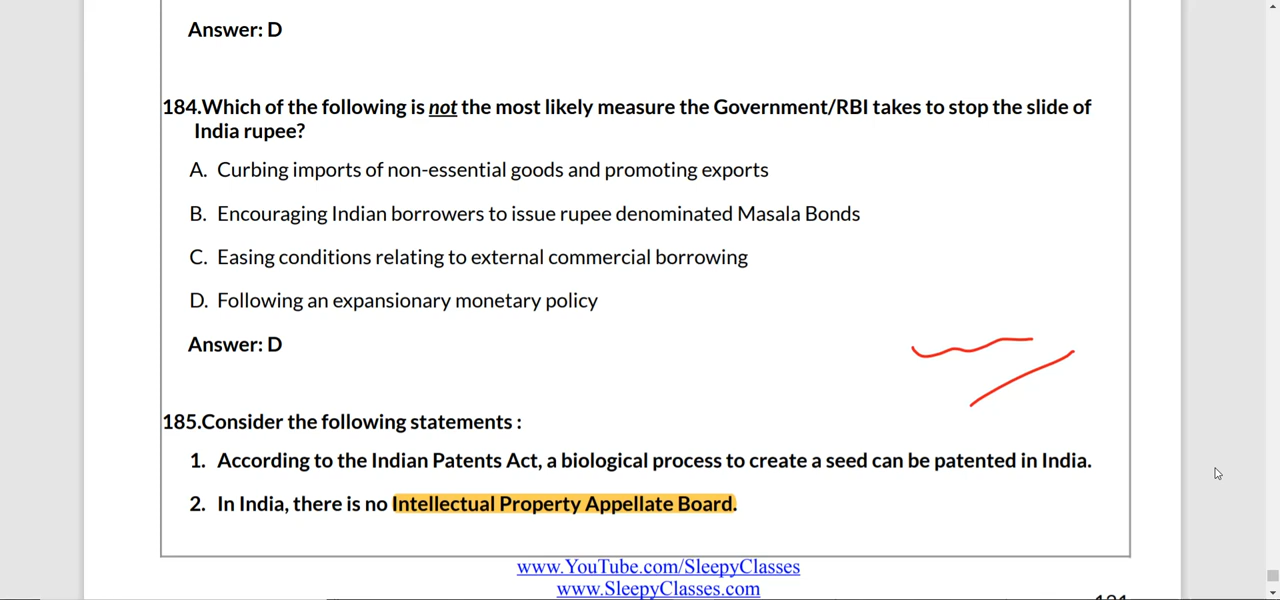 Answer: D
184.Which of the following is not the most likely measure the Government/RBI takes to stop the slide of
India rupee?
A. Curbing imports of non-essential goods and promoting exports
B. Encouraging Indian borrowers to issue rupee denominated Masala Bonds
C. Easing conditions relating to external commercial borrowing
D. Following an expansionary monetary policy
Answer: D
185.Consider the following statements :
1. According to the Indian Patents Act, a biological process to create a seed can be patented in India.
2. In India, there is no Intellectual Property Appellate Board.
www.YouTube.com/SleepyClasses
www.SleepyClasses.com